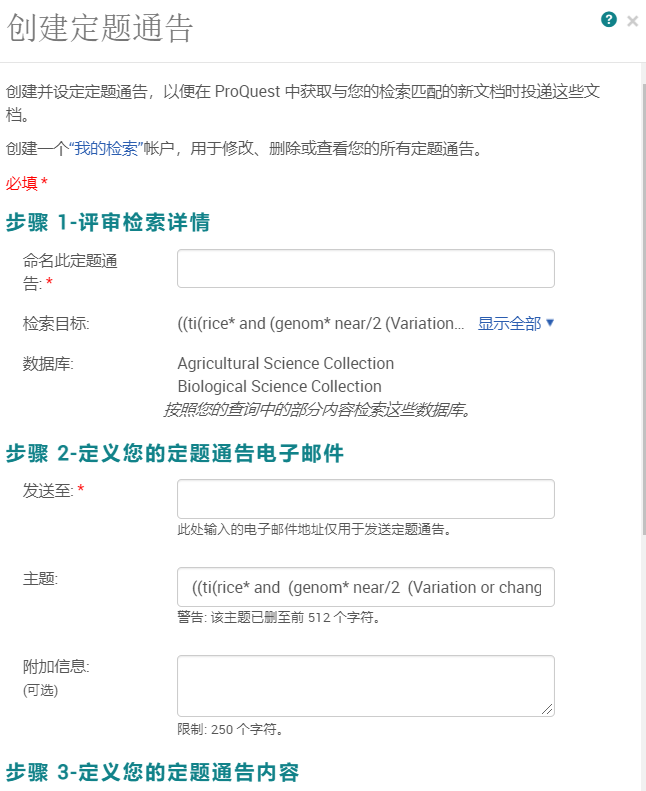 创建定题通告
创建并设定定题通告，以便在 ProQuest 中获取与您的检索匹配的新文档时投递这些文
档。
创建一个“我的检索”帐户，用于修改、删除或查看您的所有定题通告。
必填 *
步骤 1-评审检索详情
命名此定题通
告: *
检索目标: ((ti(rice* and (genom* near/2 (Variation... 显示全部 ▼
数据库: Agricultural Science Collection
Biological Science Collection
按照您的查询中的部分内容检索这些数据库。
步骤 2-定义您的定题通告电子邮件
发送至: *
此处输入的电子邮件地址仅用于发送定题通告。
主题: ((ti(rice* and (genom* near/2 (Variation or chang
警告: 该主题已删至前 512 个字符。
附加信息:
(可选)
限制: 250 个字符。
步骤 3-定义您的定题通告内容